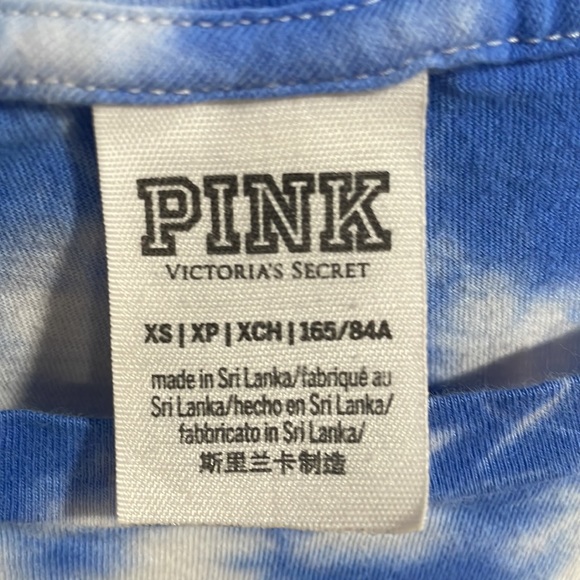 PINK
VICTORIA'S SECRET
XS | XP | XCH | 165/84A
made in Sri Lanka/fabriqué au
Sri Lanka/hecho en Sri Lanka/
fabbricato in Sri Lanka/
斯里兰卡制造